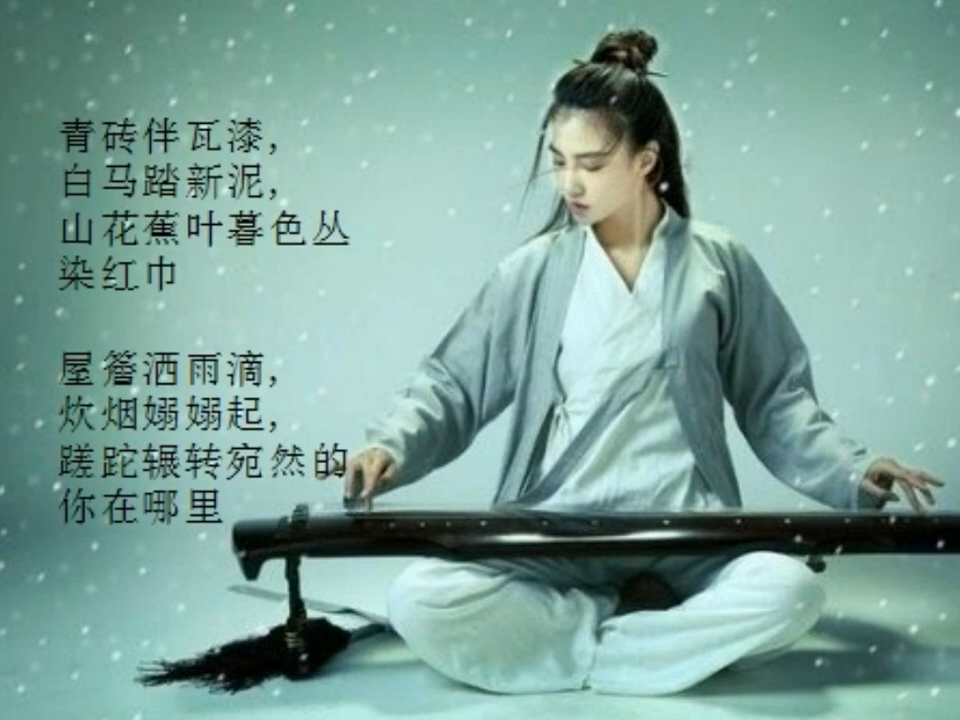 青砖伴瓦漆,
白马踏新泥,
山花蕉叶暮色丛
染红巾
屋簷洒雨滴,
炊烟嫋嫋起,
蹉跎辗转宛然的
你在哪里